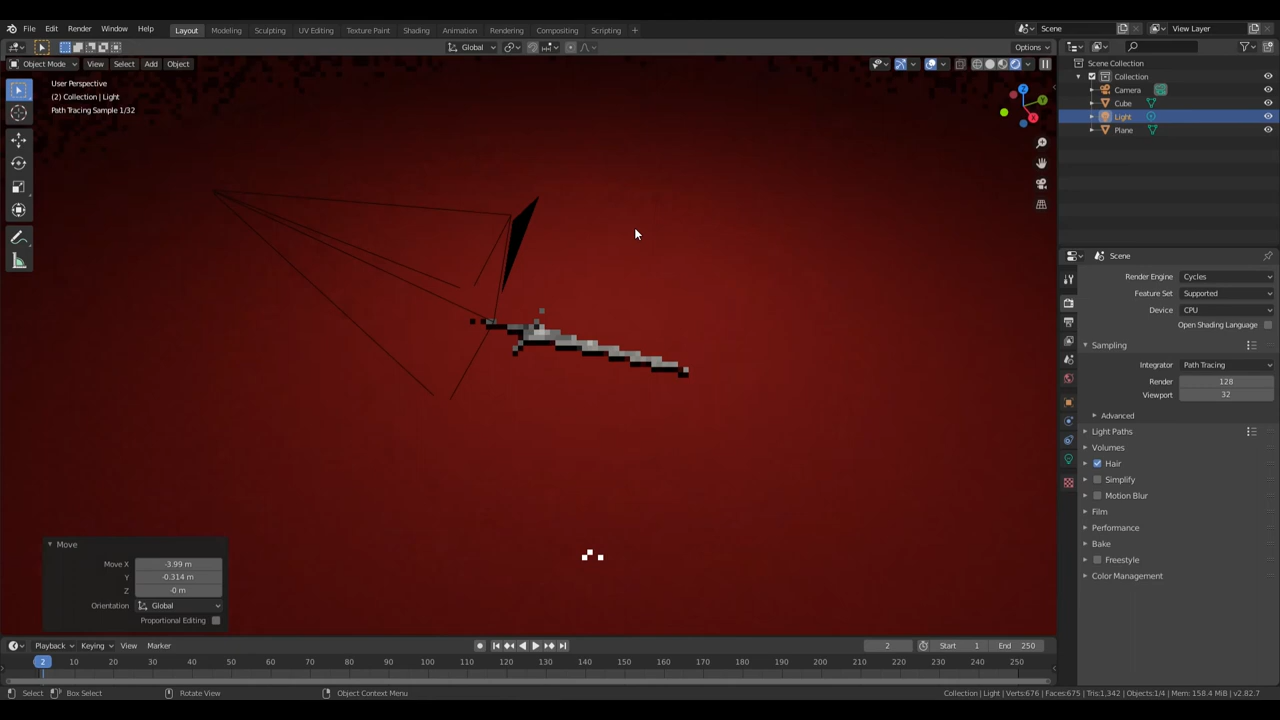 File Edit Render Window Help Layout Modeling Sculpting UV Editing Texture Paint Shading Animation Rendering Compositing Scripting + Scene View Layer
Global Options
Object Mode View Select Add Object
User Perspective
(2) Collection | Light
Path Tracing Sample 1/32
Z
Y
X
Scene Collection
Collection
Camera
Cube
Light
Plane
Scene
Render Engine Cycles
Feature Set Supported
Device CPU
Open Shading Language
Sampling
Integrator Path Tracing
Render 128
Viewport 32
Advanced
Light Paths
Volumes
Hair
Simplify
Motion Blur
Film
Performance
Bake
Freestyle
Color Management
Move
Move X -3.99 m
Y -0.314 m
Z -0 m
Orientation Global
Proportional Editing
Playback Keying View Marker 2 Start 1 End 250
2 10 20 30 40 50 60 70 80 90 100 110 120 130 140 150 160 170 180 190 200 210 220 230 240 250
Select Box Select Rotate View Object Context Menu Collection | Light | Verts:676 | Faces:675 | Tris:1,342 | Objects:1/4 | Mem: 158.4 MiB | v2.82.7